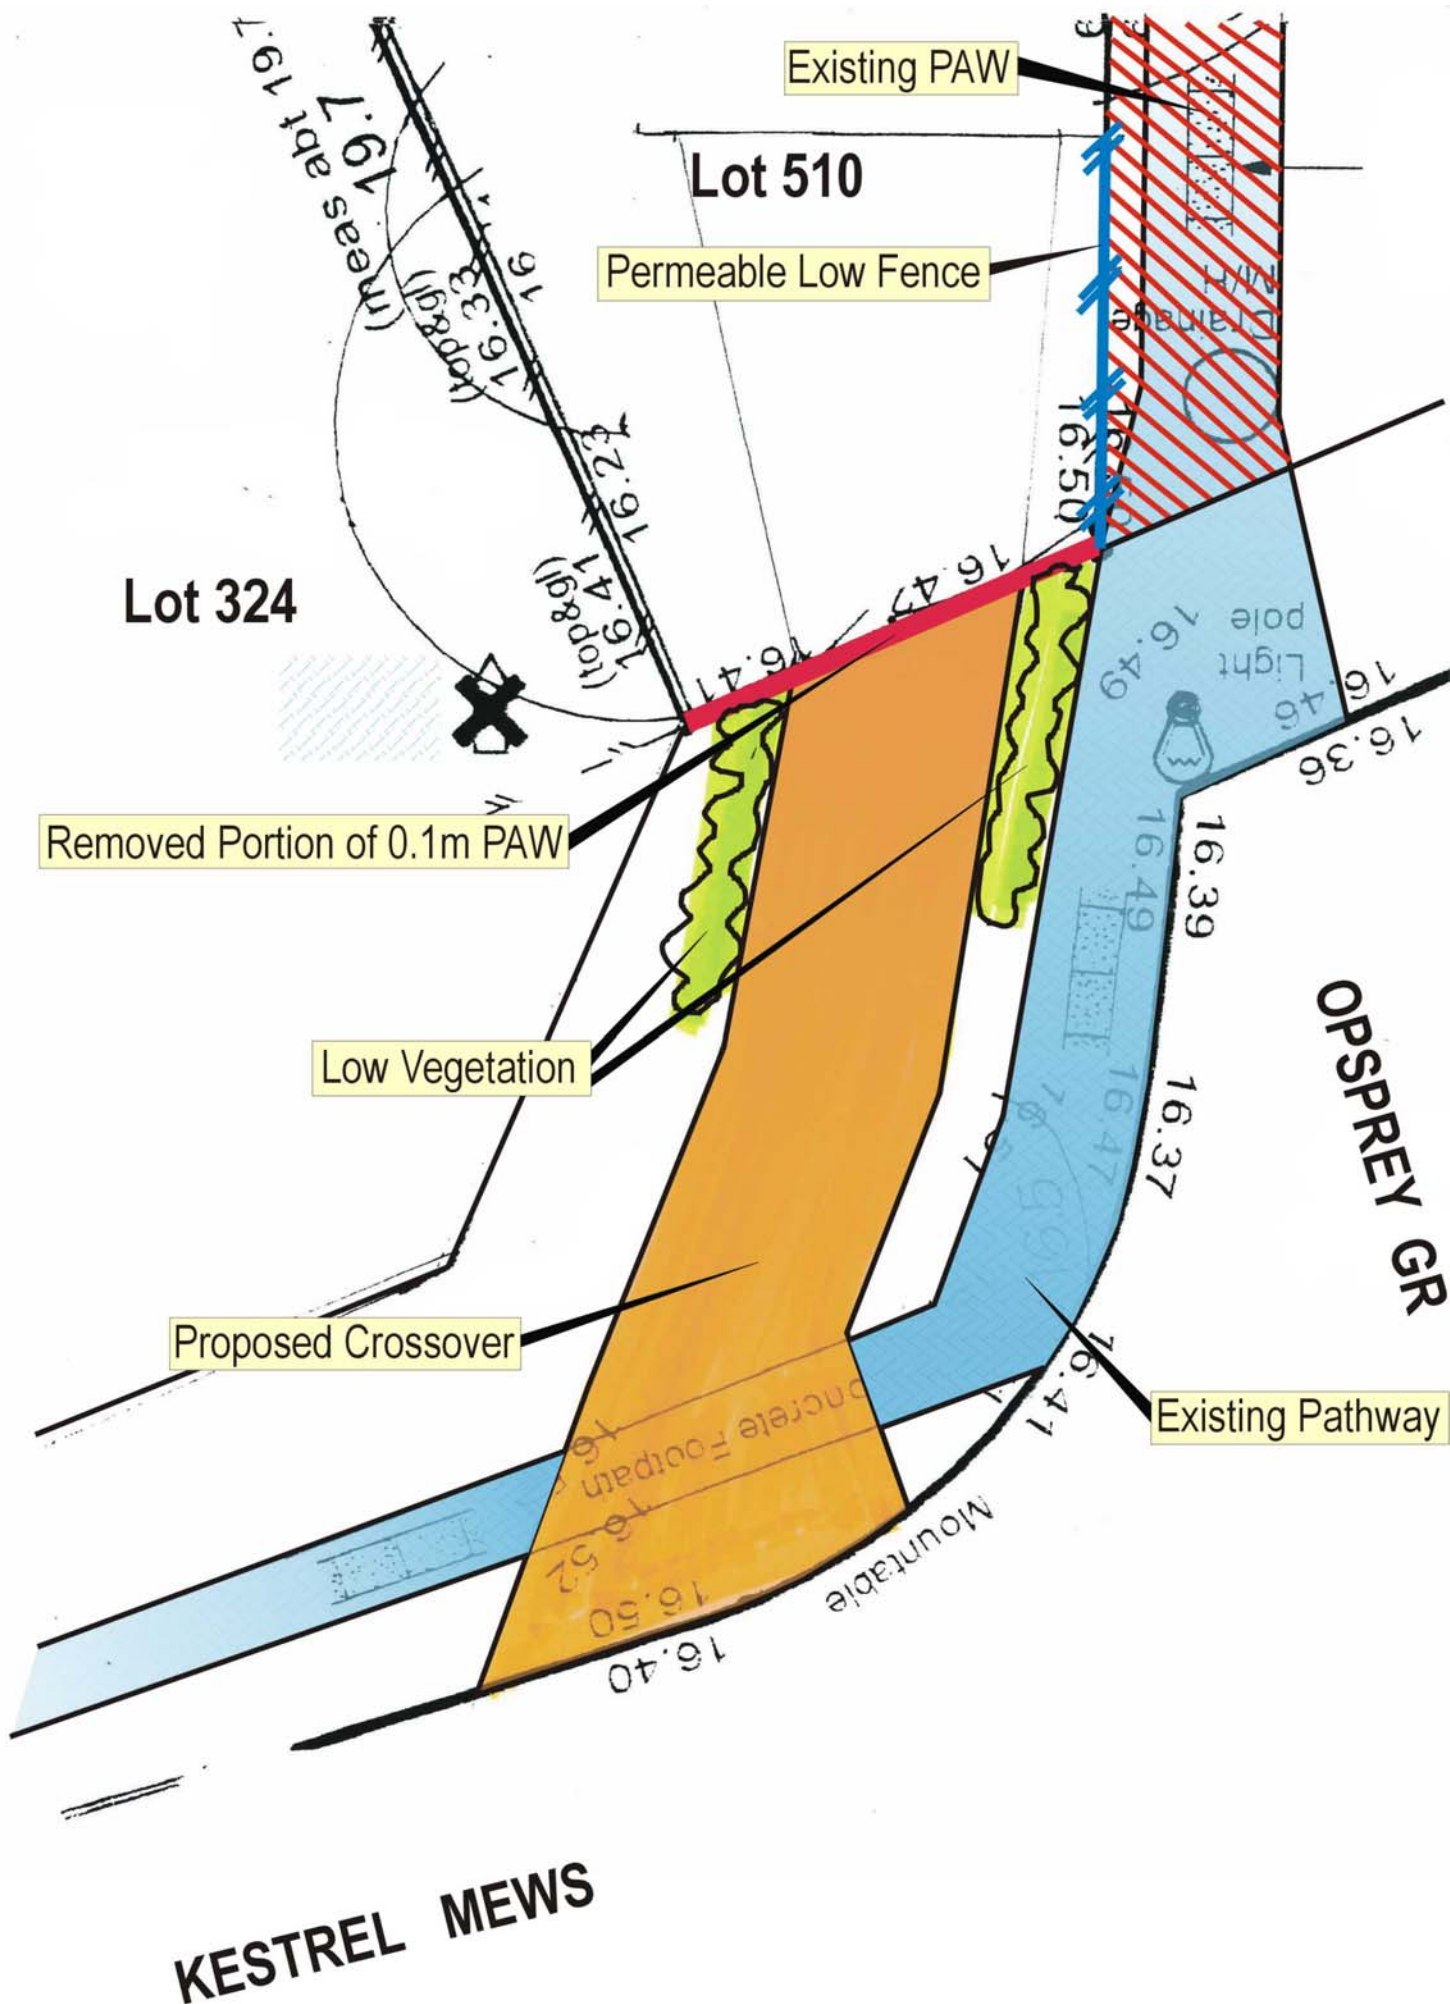 19.7
(meas abt
19.7
Existing PAW
Lot 510
Permeable Low Fence
M/H
Drainage
16
16.33
(top&gl)
16.23
16.41
(top&gl)
16.50
16.43
16.41
Lot 324
Light
pole
16.49
16.46
16.36
Removed Portion of 0.1m PAW
16.49
16.39
Low Vegetation
16.47
16.37
OPSPREY GR
Proposed Crossover
16.41
Existing Pathway
oncrete Footpath
16.52
16.50
16.40
Mountable
KESTREL MEWS